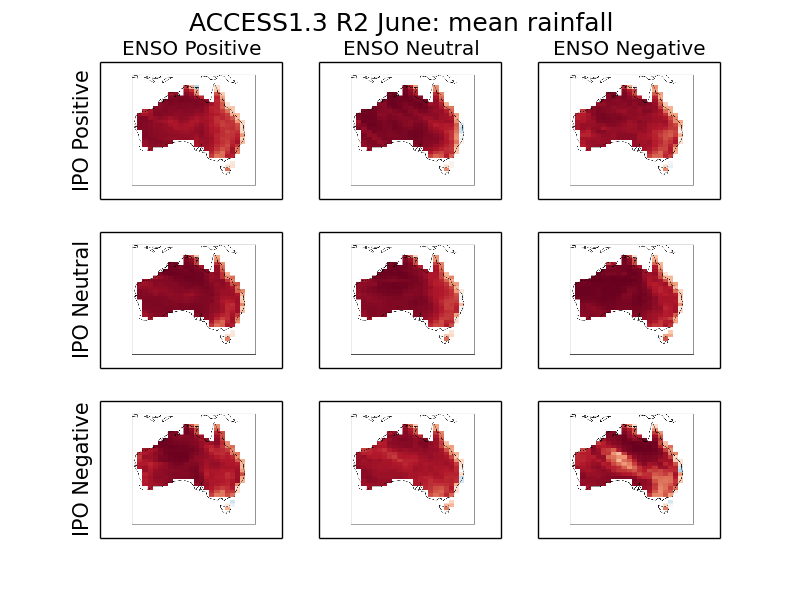 ACCESS1.3 R2 June: mean rainfall
ENSO Positive
ENSO Neutral
ENSO Negative
IPO Positive
IPO Neutral
IPO Negative